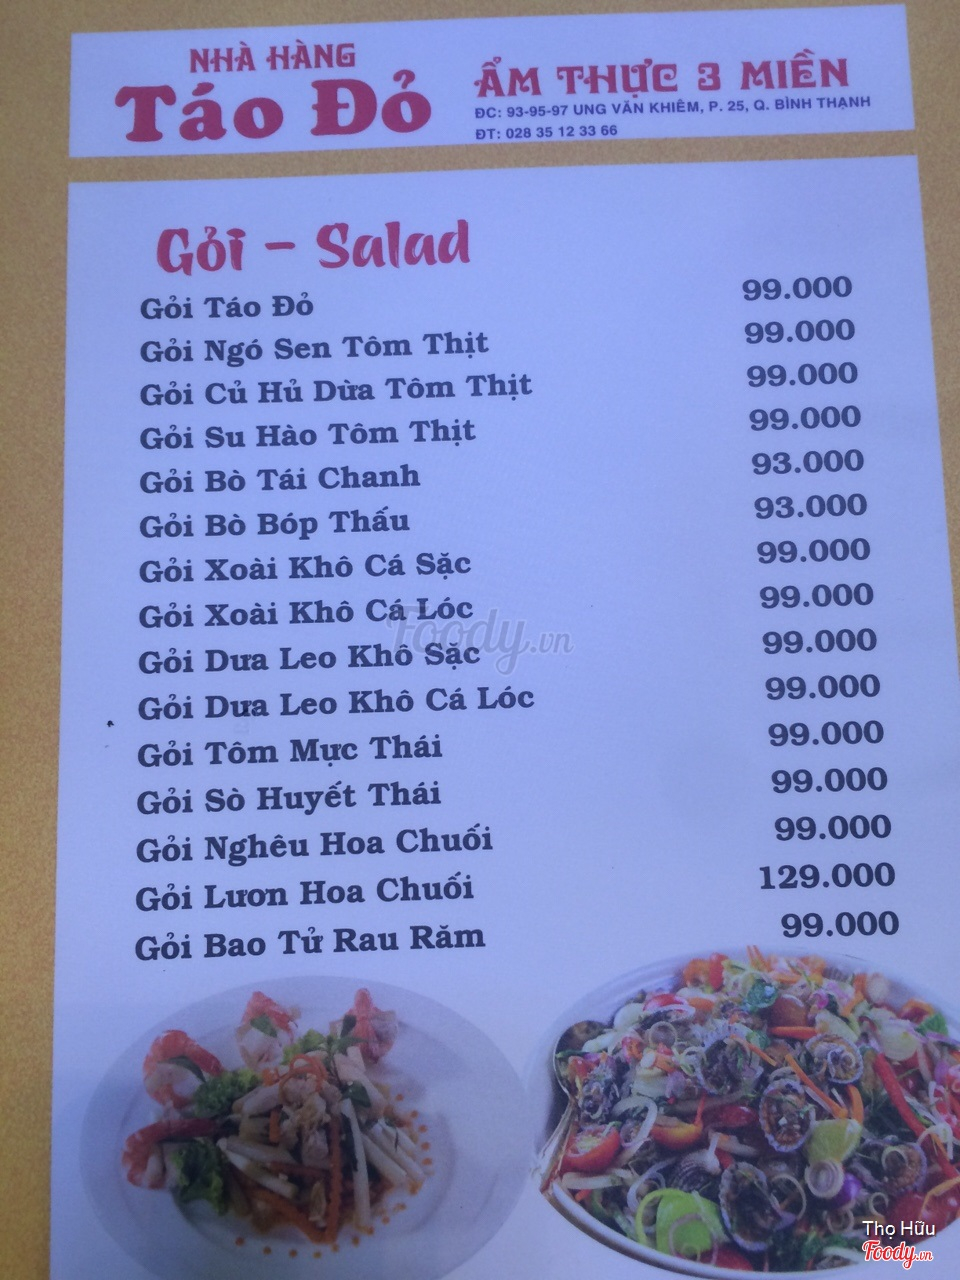 NHÀ HÀNG
Táo Đỏ
ẨM THỰC 3 MIỀN
ĐC: 93-95-97 UNG VĂN KHIÊM, P. 25, Q. BÌNH THẠNH
ĐT: 028 35 12 33 66
Gỏi - Salad
Gỏi Táo Đỏ 99.000
Gỏi Ngó Sen Tôm Thịt 99.000
Gỏi Củ Hủ Dừa Tôm Thịt 99.000
Gỏi Su Hào Tôm Thịt 99.000
Gỏi Bò Tái Chanh 93.000
Gỏi Bò Bóp Thấu 93.000
Gỏi Xoài Khô Cá Sặc 99.000
Gỏi Xoài Khô Cá Lóc 99.000
Gỏi Dưa Leo Khô Sặc 99.000
Gỏi Dưa Leo Khô Cá Lóc 99.000
Gỏi Tôm Mực Thái 99.000
Gỏi Sò Huyết Thái 99.000
Gỏi Nghêu Hoa Chuối 99.000
Gỏi Lươn Hoa Chuối 129.000
Gỏi Bao Tử Rau Răm 99.000
Foody.vn
Thọ Hữu
Foody.vn